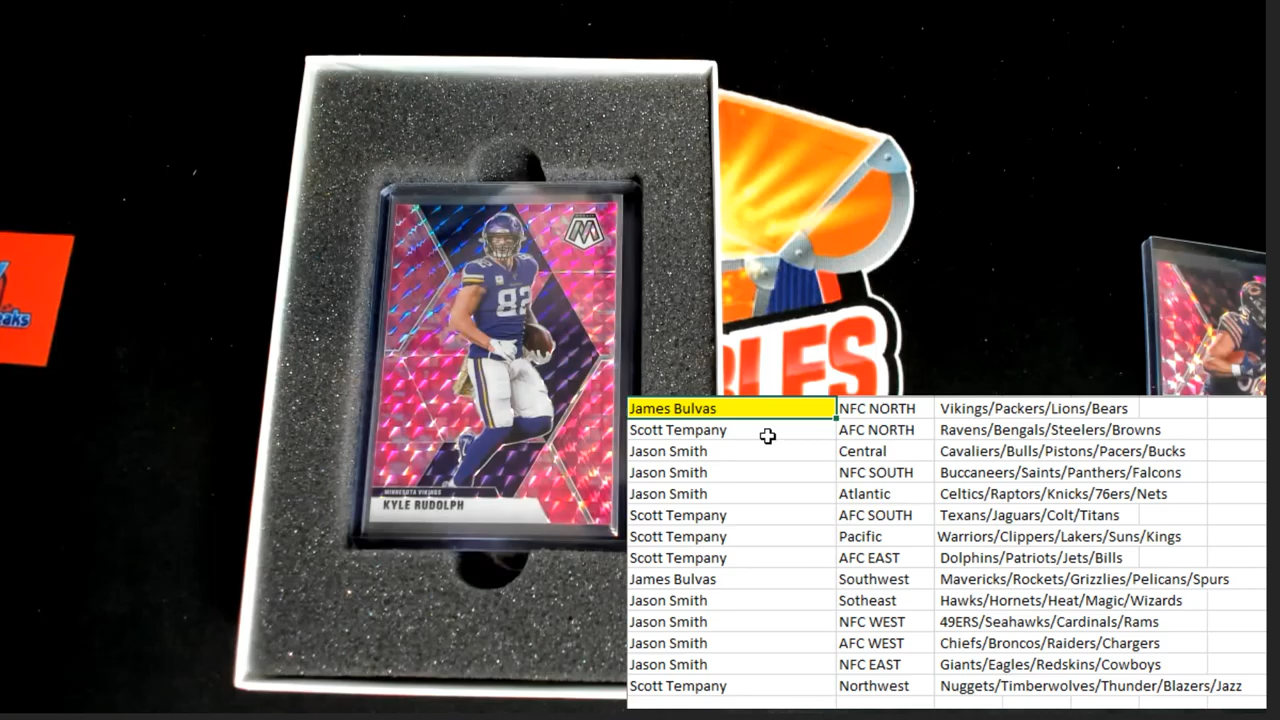 82
MINNESOTA VIKINGS
KYLE RUDOLPH
James Bulvas NFC NORTH Vikings/Packers/Lions/Bears
Scott Tempany AFC NORTH Ravens/Bengals/Steelers/Browns
Jason Smith Central Cavaliers/Bulls/Pistons/Pacers/Bucks
Jason Smith NFC SOUTH Buccaneers/Saints/Panthers/Falcons
Jason Smith Atlantic Celtics/Raptors/Knicks/76ers/Nets
Scott Tempany AFC SOUTH Texans/Jaguars/Colt/Titans
Scott Tempany Pacific Warriors/Clippers/Lakers/Suns/Kings
Scott Tempany AFC EAST Dolphins/Patriots/Jets/Bills
James Bulvas Southwest Mavericks/Rockets/Grizzlies/Pelicans/Spurs
Jason Smith Sotheast Hawks/Hornets/Heat/Magic/Wizards
Jason Smith NFC WEST 49ERS/Seahawks/Cardinals/Rams
Jason Smith AFC WEST Chiefs/Broncos/Raiders/Chargers
Jason Smith NFC EAST Giants/Eagles/Redskins/Cowboys
Scott Tempany Northwest Nuggets/Timberwolves/Thunder/Blazers/Jazz